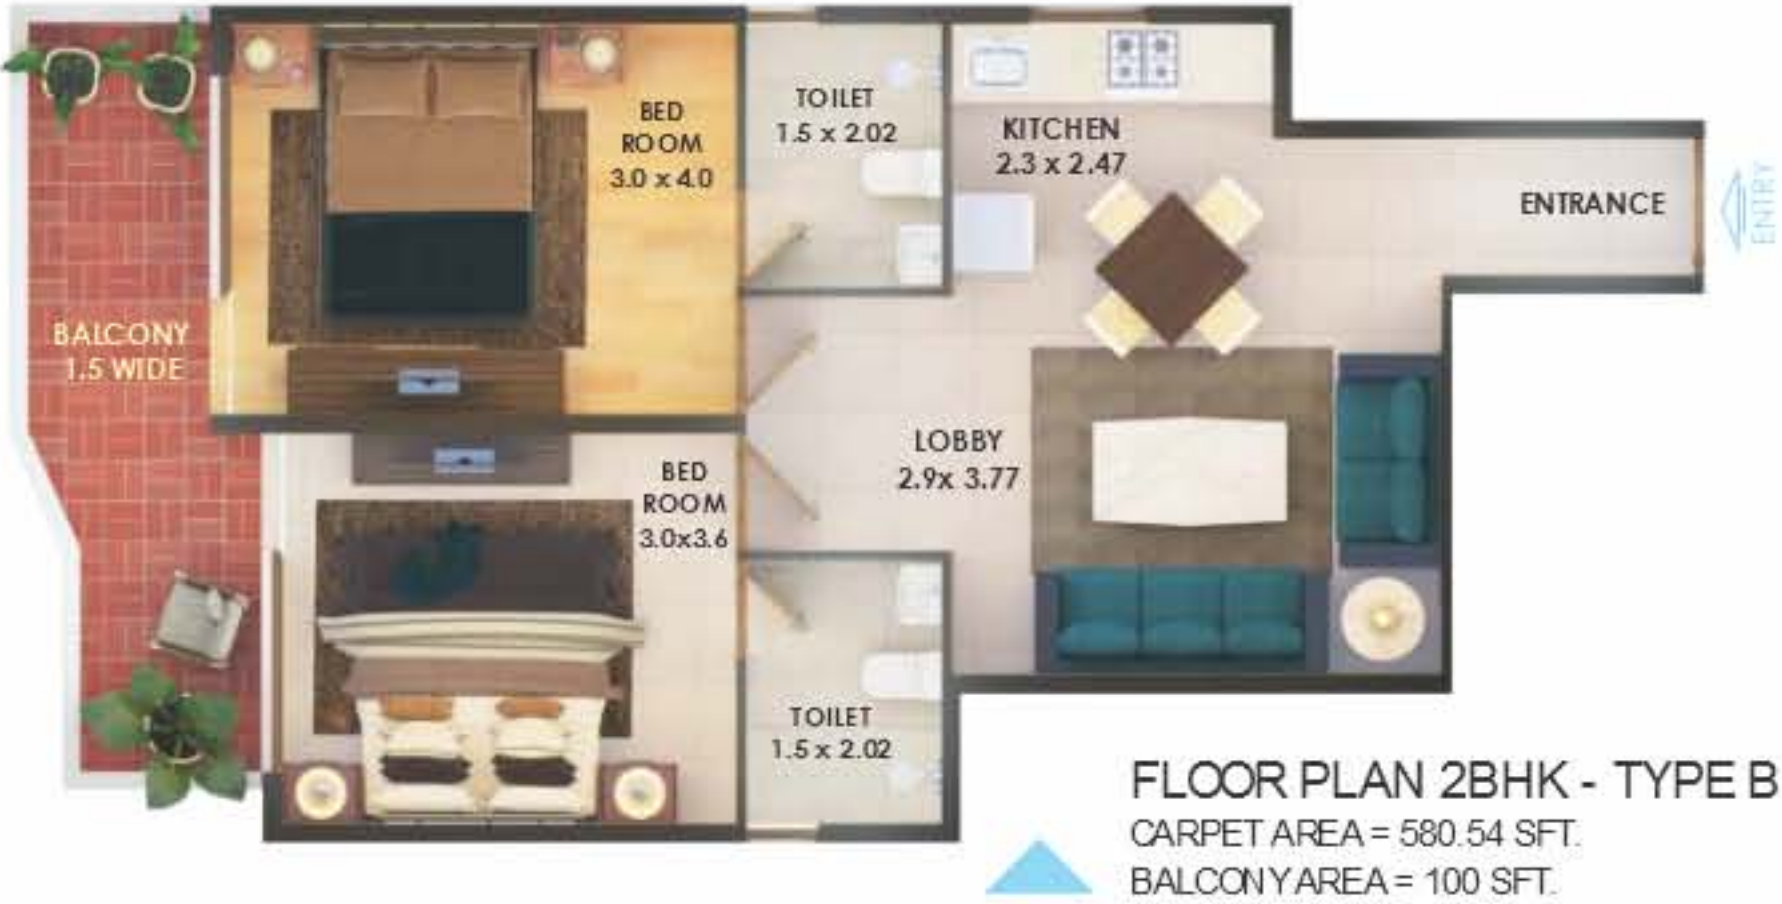 BED
ROOM
3.0 x 4.0
TOILET
1.5 x 2.02
KITCHEN
2.3 x 2.47
ENTRANCE
ENTRY
BALCONY
1.5 WIDE
LOBBY
2.9x 3.77
BED
ROOM
3.0x3.6
TOILET
1.5 x 2.02
FLOOR PLAN 2BHK - TYPE B
CARPET AREA = 580.54 SFT.
BALCONY AREA = 100 SFT.